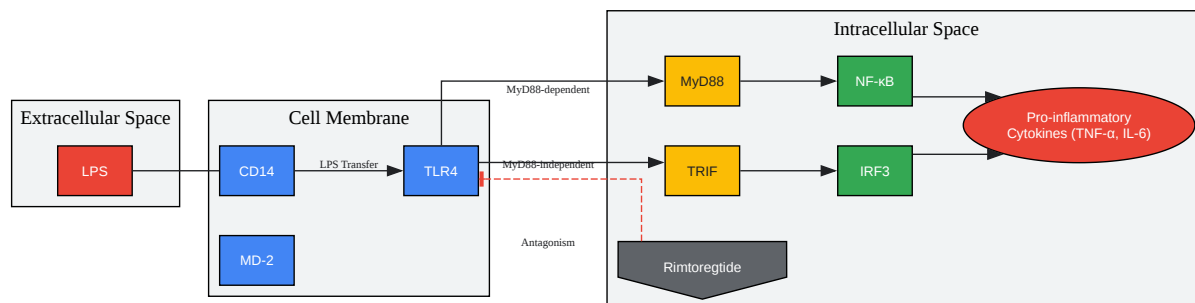 Extracellular Space
LPS
Cell Membrane
CD14
LPS Transfer
TLR4
MD-2
MyD88-dependent
MyD88-independent
Antagonism
Intracellular Space
MyD88
NF-κB
TRIF
IRF3
Pro-inflammatory
Cytokines (TNF-α, IL-6)
Rimtoregtide